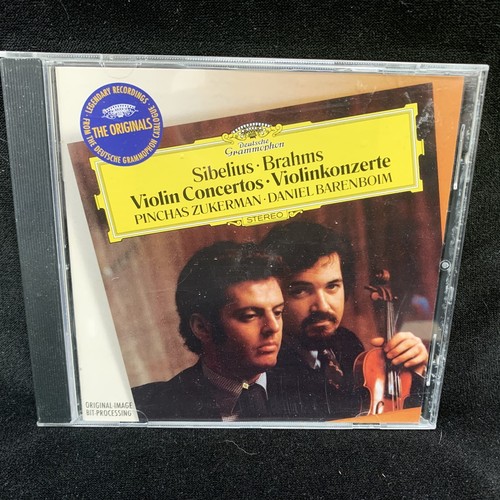 LEGENDARY RECORDINGS
THE ORIGINALS
FROM THE DEUTSCHE GRAMMOPHON CATALOGUE
Deutsche
Grammophon
Sibelius · Brahms
Violin Concertos · Violinkonzerte
PINCHAS ZUKERMAN · DANIEL BARENBOIM
STEREO
ORIGINAL-IMAGE
BIT-PROCESSING